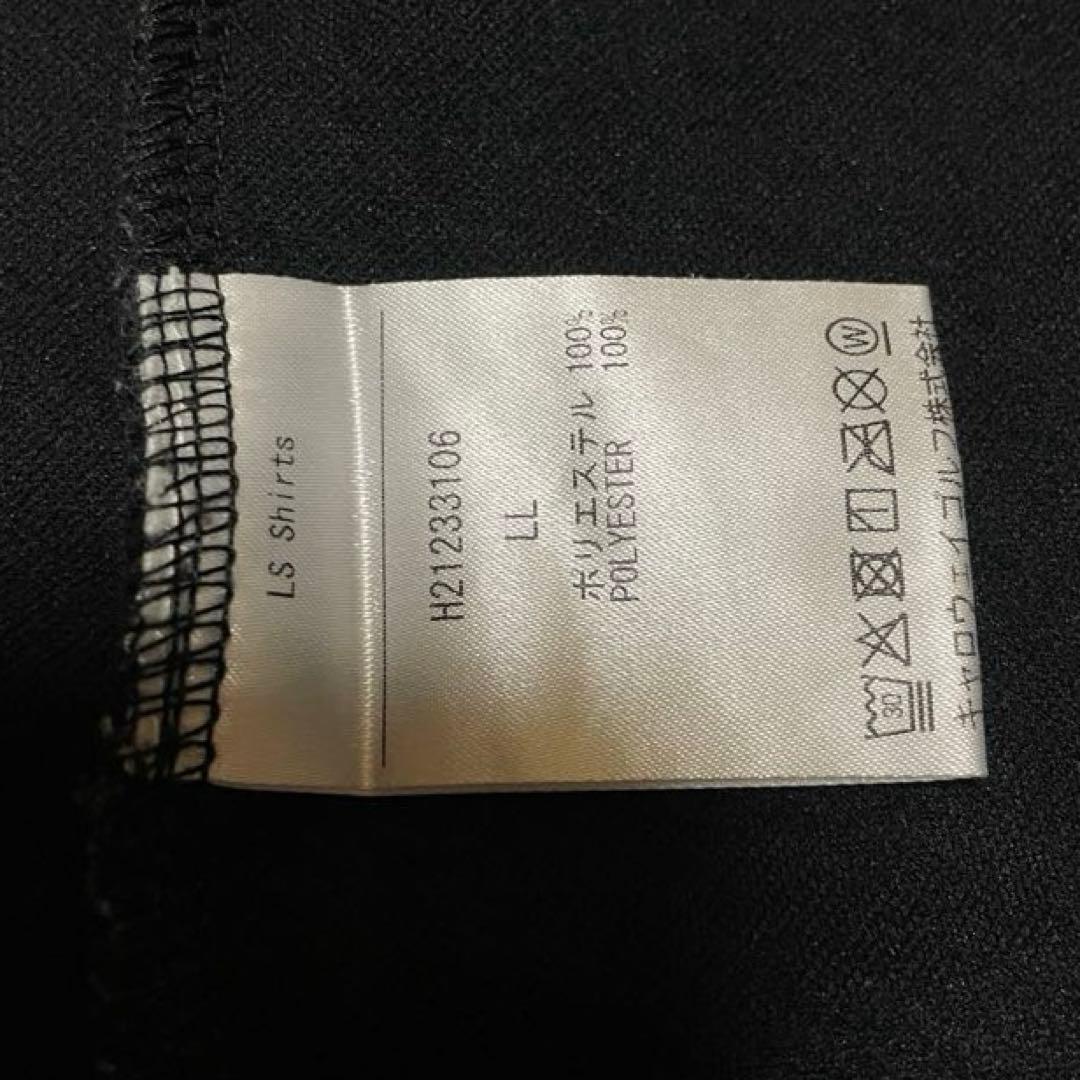 LS Shirts
H21233106
LL
ポリエステル 100%
POLYESTER 100%
30 W
キャロウェイゴルフ株式会社